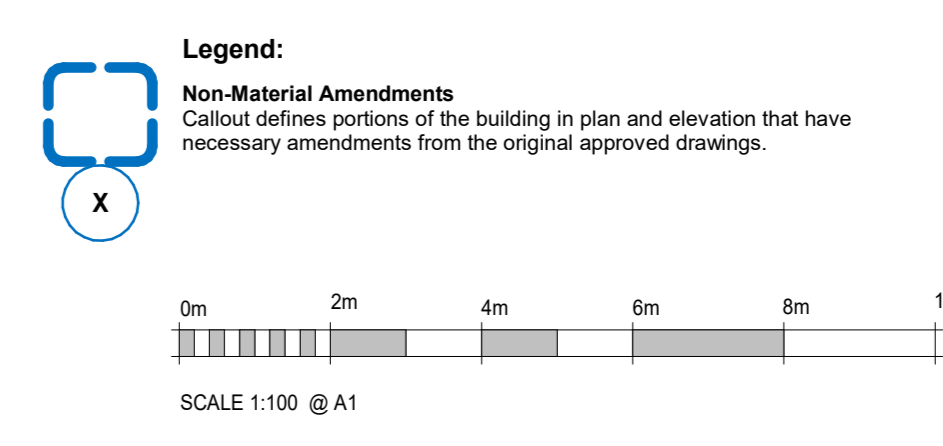 Legend:
Non-Material Amendments
Callout defines portions of the building in plan and elevation that have
necessary amendments from the original approved drawings.
X
0m 2m 4m 6m 8m 1
SCALE 1:100 @ A1